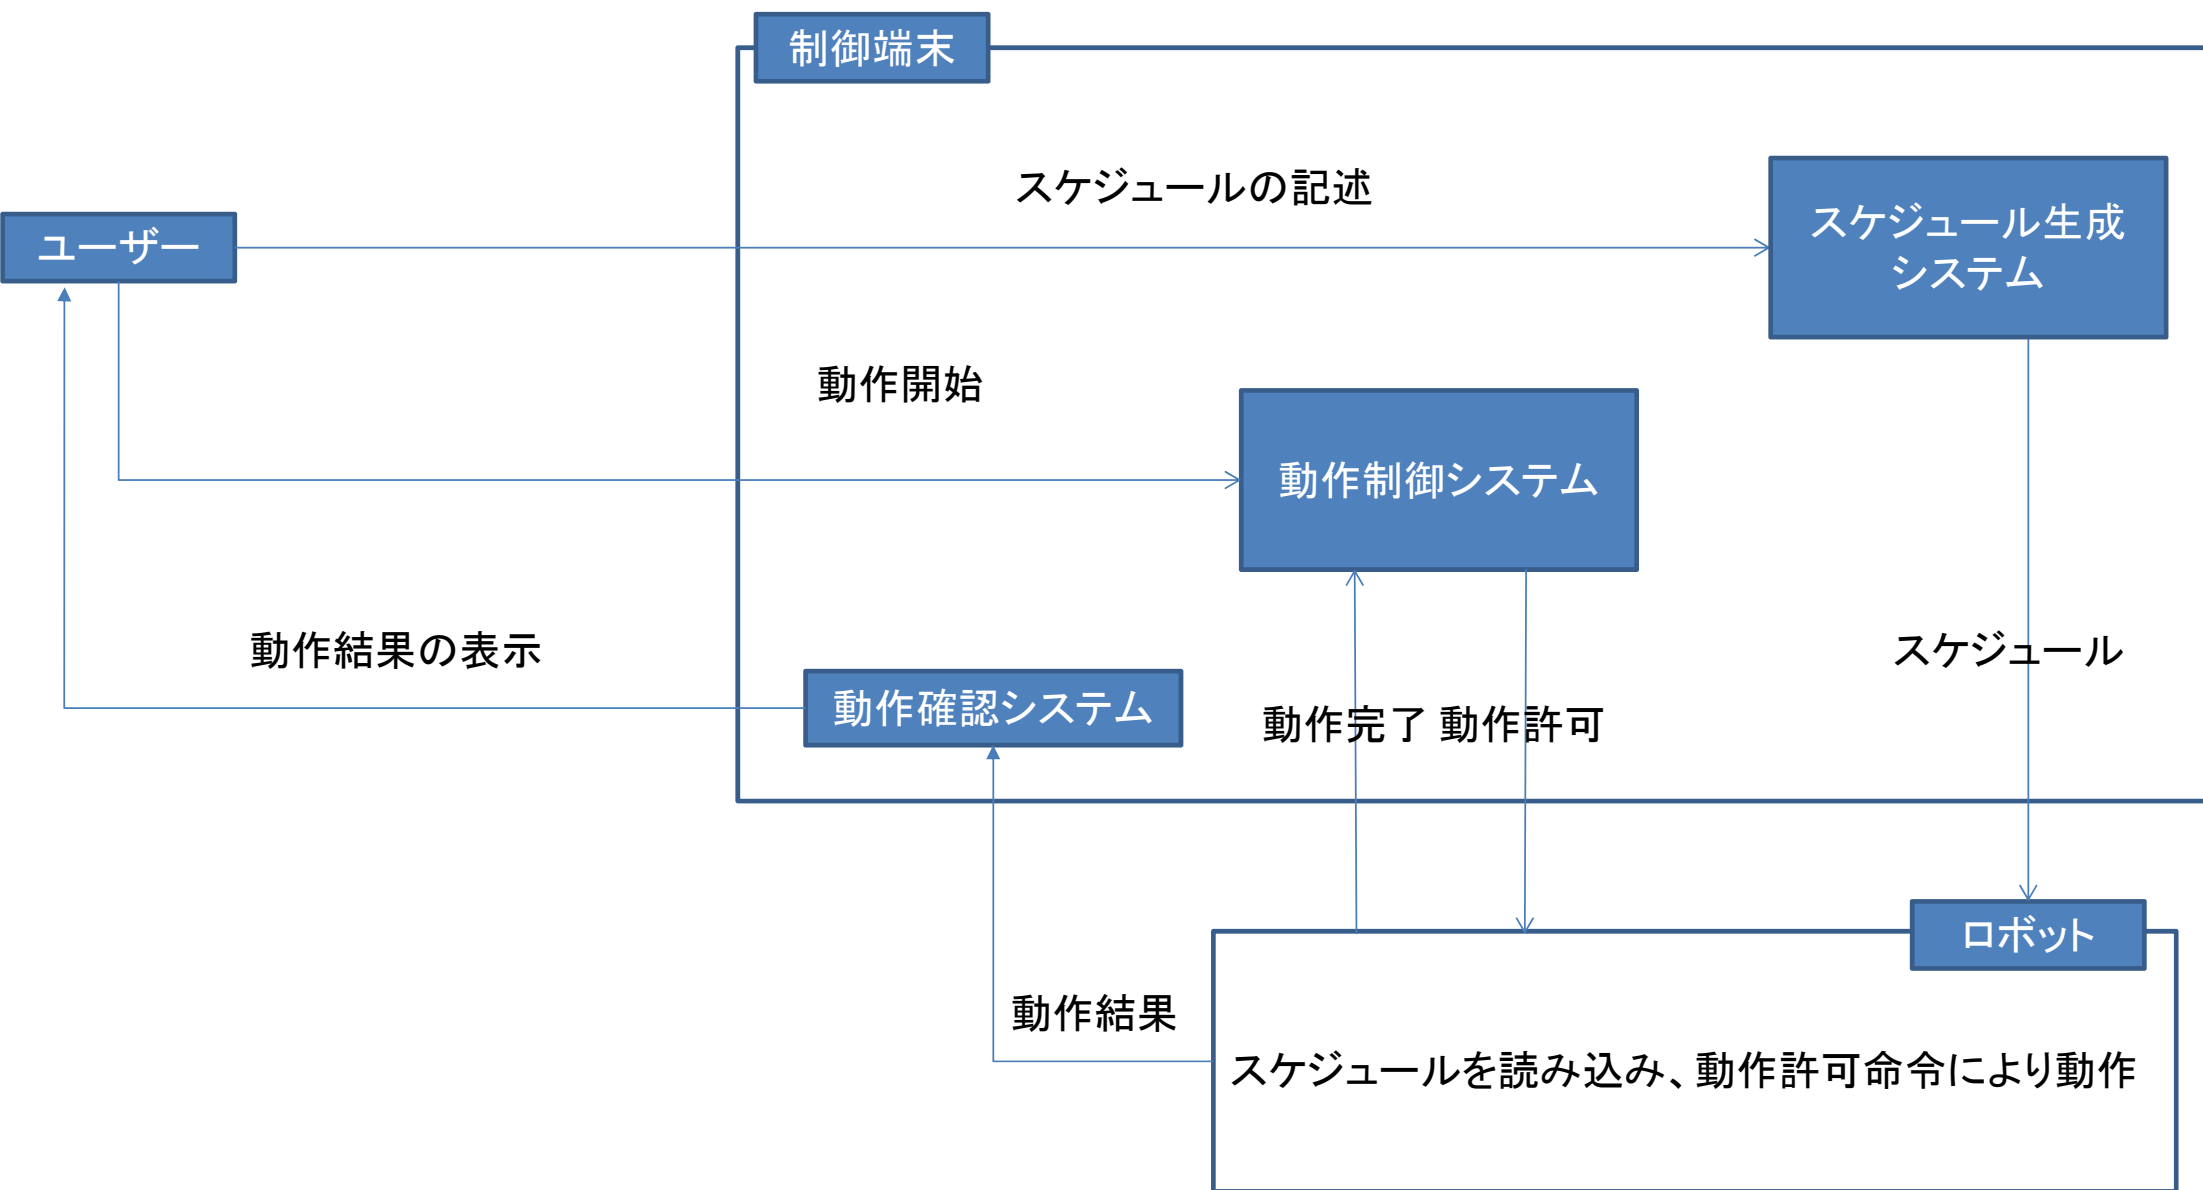 制御端末
スケジュールの記述
ユーザー
スケジュール生成
システム
動作開始
動作制御システム
動作結果の表示
スケジュール
動作確認システム
動作完了 動作許可
ロボット
動作結果
スケジュールを読み込み、動作許可命令により動作